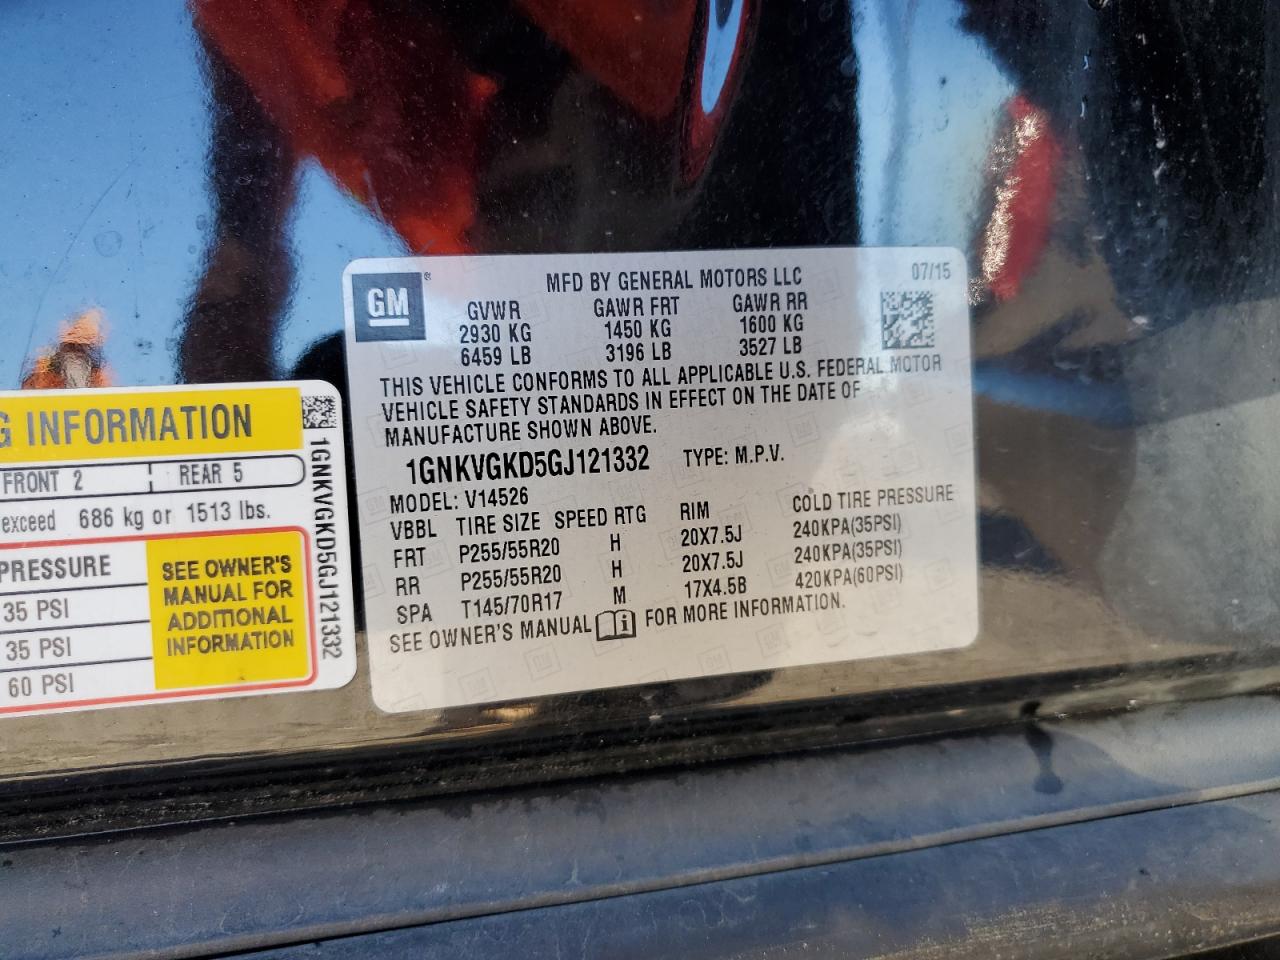 G INFORMATION
FRONT 2 REAR 5
exceed 686 kg or 1513 lbs.
PRESSURE
35 PSI
35 PSI
60 PSI
SEE OWNER'S
MANUAL FOR
ADDITIONAL
INFORMATION
1GNKVGKD5GJ121332
GM®
MFD BY GENERAL MOTORS LLC
07/15
GVWR GAWR FRT GAWR RR
2930 KG 1450 KG 1600 KG
6459 LB 3196 LB 3527 LB
THIS VEHICLE CONFORMS TO ALL APPLICABLE U.S. FEDERAL MOTOR
VEHICLE SAFETY STANDARDS IN EFFECT ON THE DATE OF
MANUFACTURE SHOWN ABOVE.
1GNKVGKD5GJ121332 TYPE: M.P.V.
MODEL: V14526
VBBL TIRE SIZE SPEED RTG RIM COLD TIRE PRESSURE
FRT P255/55R20 H 20X7.5J 240KPA(35PSI)
RR P255/55R20 H 20X7.5J 240KPA(35PSI)
SPA T145/70R17 M 17X4.5B 420KPA(60PSI)
SEE OWNER'S MANUAL FOR MORE INFORMATION.